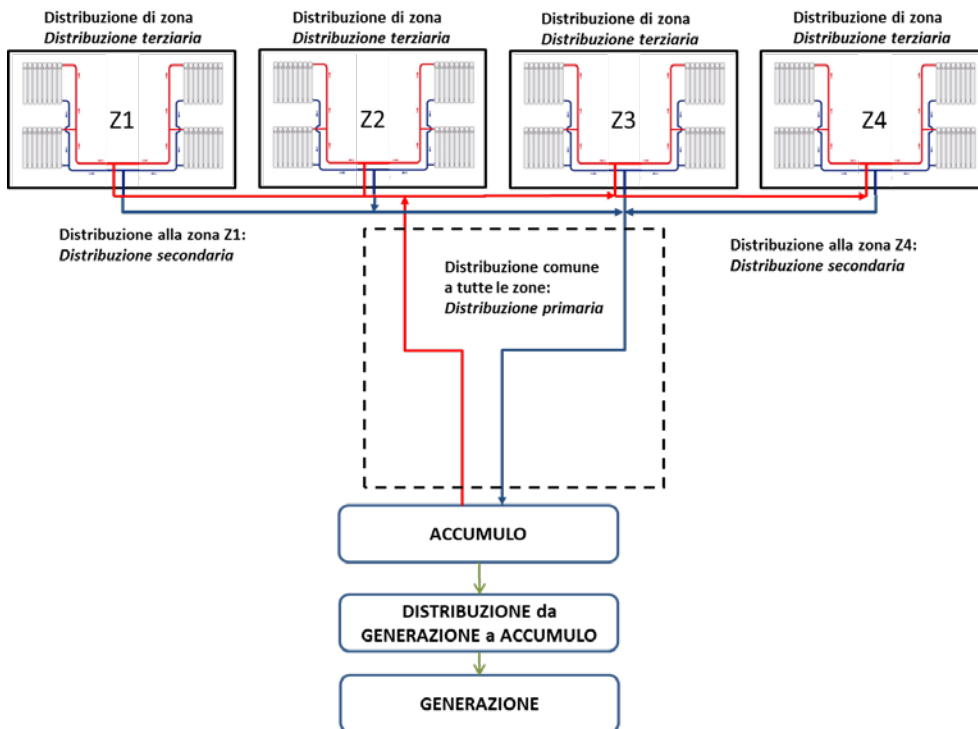 Distribuzione di zona
Distribuzione terziaria
Distribuzione di zona
Distribuzione terziaria
Distribuzione di zona
Distribuzione terziaria
Distribuzione di zona
Distribuzione terziaria
Z1
Z2
Z3
Z4
Distribuzione alla zona Z1:
Distribuzione secondaria
Distribuzione comune
a tutte le zone:
Distribuzione primaria
Distribuzione alla zona Z4:
Distribuzione secondaria
ACCUMULO
DISTRIBUZIONE da
GENERAZIONE a ACCUMULO
GENERAZIONE